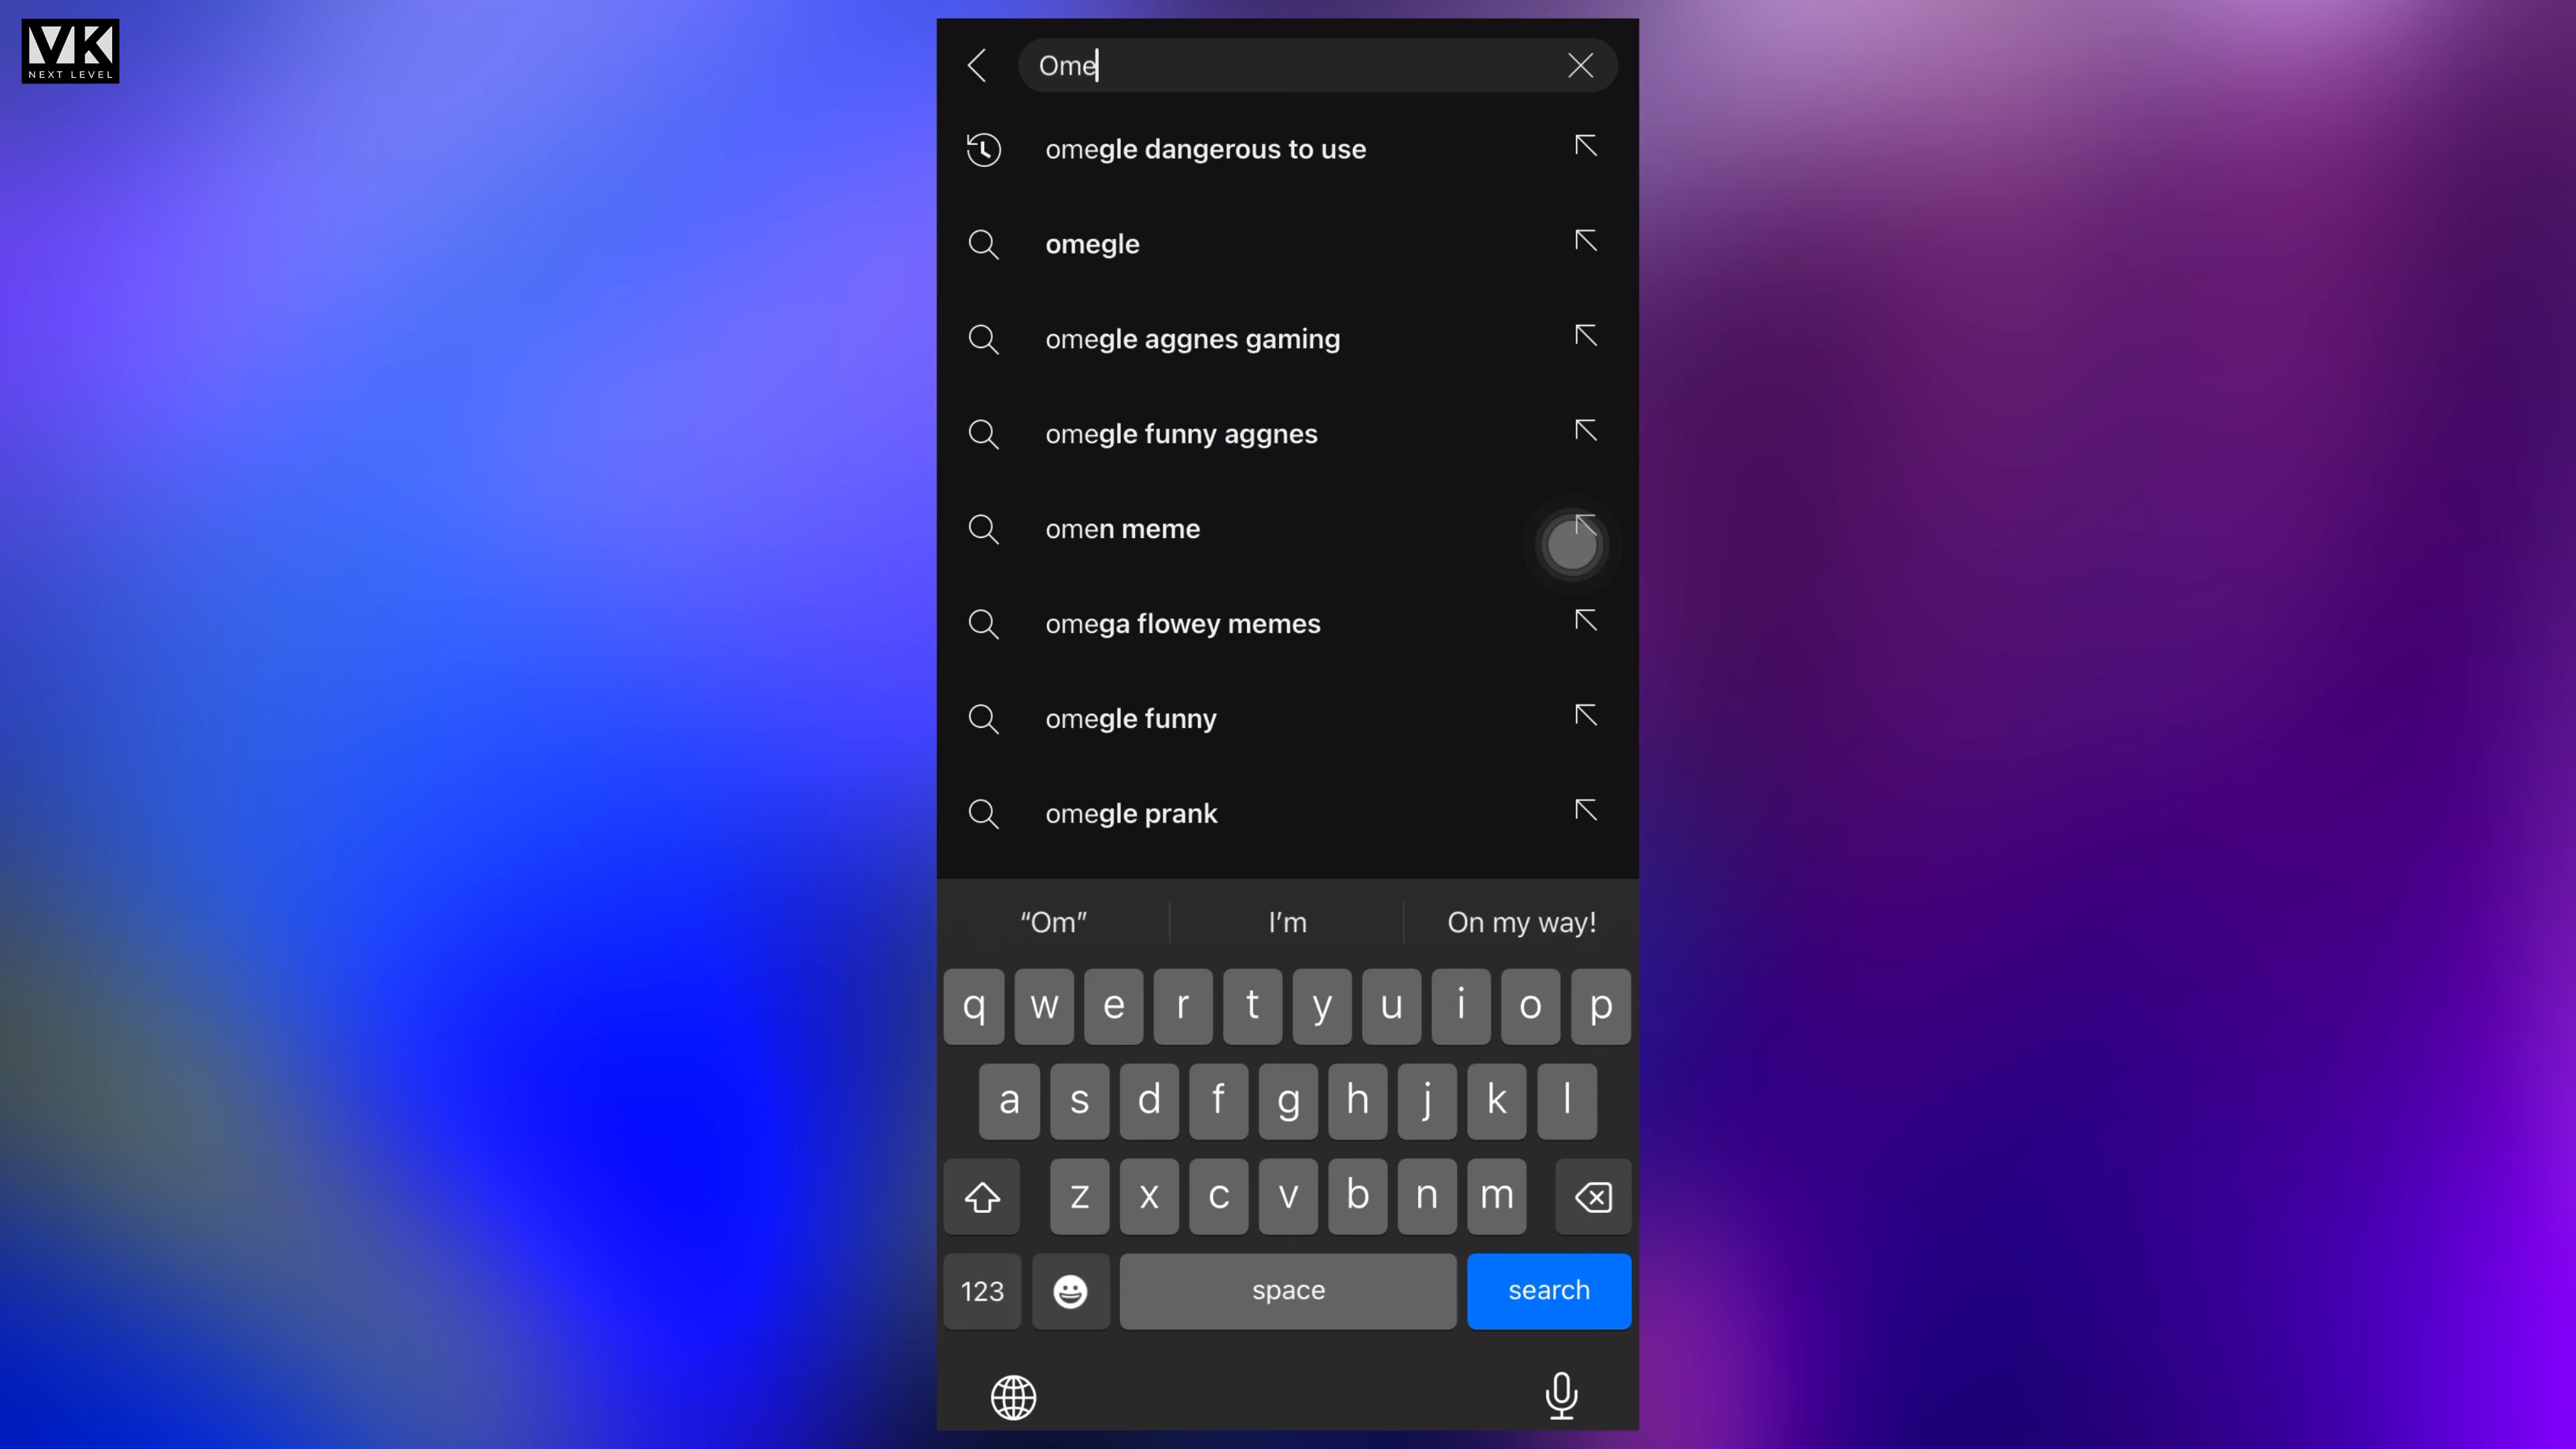 VK
NEXT LEVEL
Ome
omegle dangerous to use
omegle
omegle aggnes gaming
omegle funny aggnes
omen meme
omega flowey memes
omegle funny
omegle prank
“Om” I’m On my way!
q w e r t y u i o p
a s d f g h j k l
z x c v b n m
123 space search